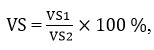 VS = VS1/VS2 × 100 %,